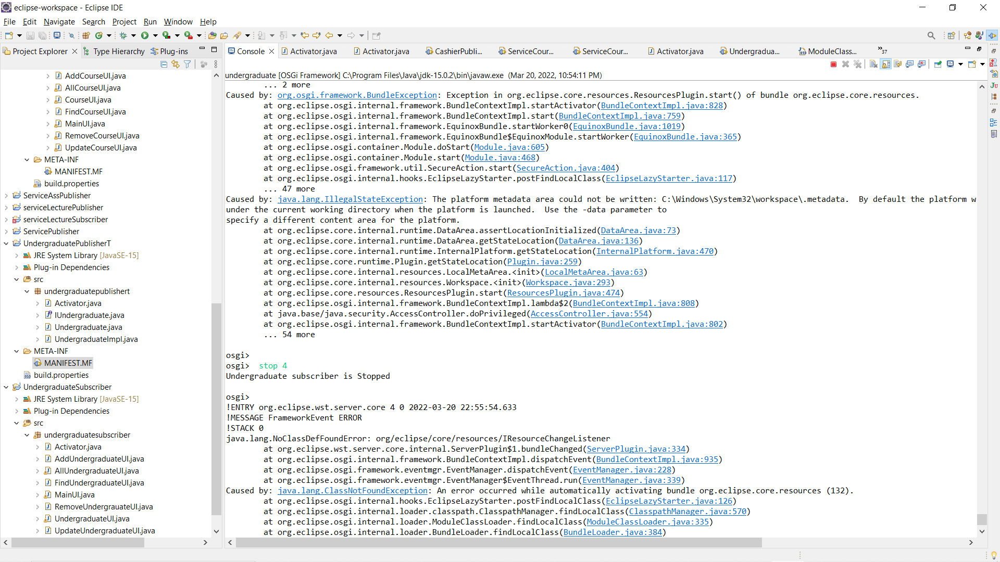 eclipse-workspace - Eclipse IDE
File Edit Navigate Search Project Run Window Help
Project Explorer Type Hierarchy Plug-ins
AddCourseUI.java
AllCourseUI.java
CourseUI.java
FindCourseUI.java
MainUI.java
RemoveCourseUI.java
UpdateCourseUI.java
META-INF
MANIFEST.MF
build.properties
ServiceAssPublisher
serviceLecturePublisher
serviceLectureSubscriber
ServicePublisher
UndergraduatePublisherT
JRE System Library [JavaSE-15]
Plug-in Dependencies
src
undergraduatepublishert
Activator.java
IUndergraduate.java
Undergraduate.java
UndergraduateImpl.java
META-INF
MANIFEST.MF
build.properties
UndergraduateSubscriber
JRE System Library [JavaSE-15]
Plug-in Dependencies
src
undergraduatesubscriber
Activator.java
AddUndergraduateUI.java
AllUndergraduateUI.java
FindUndergraduateUI.java
MainUI.java
RemoveUndergrauateUI.java
UndergraduateUI.java
UpdateUndergraduateUI.java
Console Activator.java Activator.java CashierPubli... ServiceCour... ServiceCour... Activator.java Undergradua... ModuleClass... »37
undergraduate [OSGi Framework] C:\Program Files\Java\jdk-15.0.2\bin\javaw.exe (Mar 20, 2022, 10:54:11 PM)
... 2 more
Caused by: org.osgi.framework.BundleException: Exception in org.eclipse.core.resources.ResourcesPlugin.start() of bundle org.eclipse.core.resources.
at org.eclipse.osgi.internal.framework.BundleContextImpl.startActivator(BundleContextImpl.java:828)
at org.eclipse.osgi.internal.framework.BundleContextImpl.start(BundleContextImpl.java:759)
at org.eclipse.osgi.internal.framework.EquinoxBundle.startWorker0(EquinoxBundle.java:1019)
at org.eclipse.osgi.internal.framework.EquinoxBundle$EquinoxModule.startWorker(EquinoxBundle.java:365)
at org.eclipse.osgi.container.Module.doStart(Module.java:605)
at org.eclipse.osgi.container.Module.start(Module.java:468)
at org.eclipse.osgi.framework.util.SecureAction.start(SecureAction.java:404)
at org.eclipse.osgi.internal.hooks.EclipseLazyStarter.postFindLocalClass(EclipseLazyStarter.java:117)
... 47 more
Caused by: java.lang.IllegalStateException: The platform metadata area could not be written: C:\Windows\System32\workspace\.metadata.  By default the platform w
under the current working directory when the platform is launched.  Use the -data parameter to
specify a different content area for the platform.
at org.eclipse.core.internal.runtime.DataArea.assertLocationInitialized(DataArea.java:73)
at org.eclipse.core.internal.runtime.DataArea.getStateLocation(DataArea.java:136)
at org.eclipse.core.internal.runtime.InternalPlatform.getStateLocation(InternalPlatform.java:470)
at org.eclipse.core.runtime.Plugin.getStateLocation(Plugin.java:259)
at org.eclipse.core.internal.resources.LocalMetaArea.<init>(LocalMetaArea.java:63)
at org.eclipse.core.internal.resources.Workspace.<init>(Workspace.java:293)
at org.eclipse.core.resources.ResourcesPlugin.start(ResourcesPlugin.java:474)
at org.eclipse.osgi.internal.framework.BundleContextImpl.lambda$2(BundleContextImpl.java:808)
at java.base/java.security.AccessController.doPrivileged(AccessController.java:554)
at org.eclipse.osgi.internal.framework.BundleContextImpl.startActivator(BundleContextImpl.java:802)
... 54 more
osgi>
osgi> stop 4
Undergraduate subscriber is Stopped
osgi>
!ENTRY org.eclipse.wst.server.core 4 0 2022-03-20 22:55:54.633
!MESSAGE FrameworkEvent ERROR
!STACK 0
java.lang.NoClassDefFoundError: org/eclipse/core/resources/IResourceChangeListener
at org.eclipse.wst.server.core.internal.ServerPlugin$1.bundleChanged(ServerPlugin.java:334)
at org.eclipse.osgi.internal.framework.BundleContextImpl.dispatchEvent(BundleContextImpl.java:935)
at org.eclipse.osgi.framework.eventmgr.EventManager.dispatchEvent(EventManager.java:228)
at org.eclipse.osgi.framework.eventmgr.EventManager$EventThread.run(EventManager.java:339)
Caused by: java.lang.ClassNotFoundException: An error occurred while automatically activating bundle org.eclipse.core.resources (132).
at org.eclipse.osgi.internal.hooks.EclipseLazyStarter.postFindLocalClass(EclipseLazyStarter.java:126)
at org.eclipse.osgi.internal.loader.classpath.ClasspathManager.findLocalClass(ClasspathManager.java:570)
at org.eclipse.osgi.internal.loader.ModuleClassLoader.findLocalClass(ModuleClassLoader.java:335)
at org.eclipse.osgi.internal.loader.BundleLoader.findLocalClass(BundleLoader.java:384)